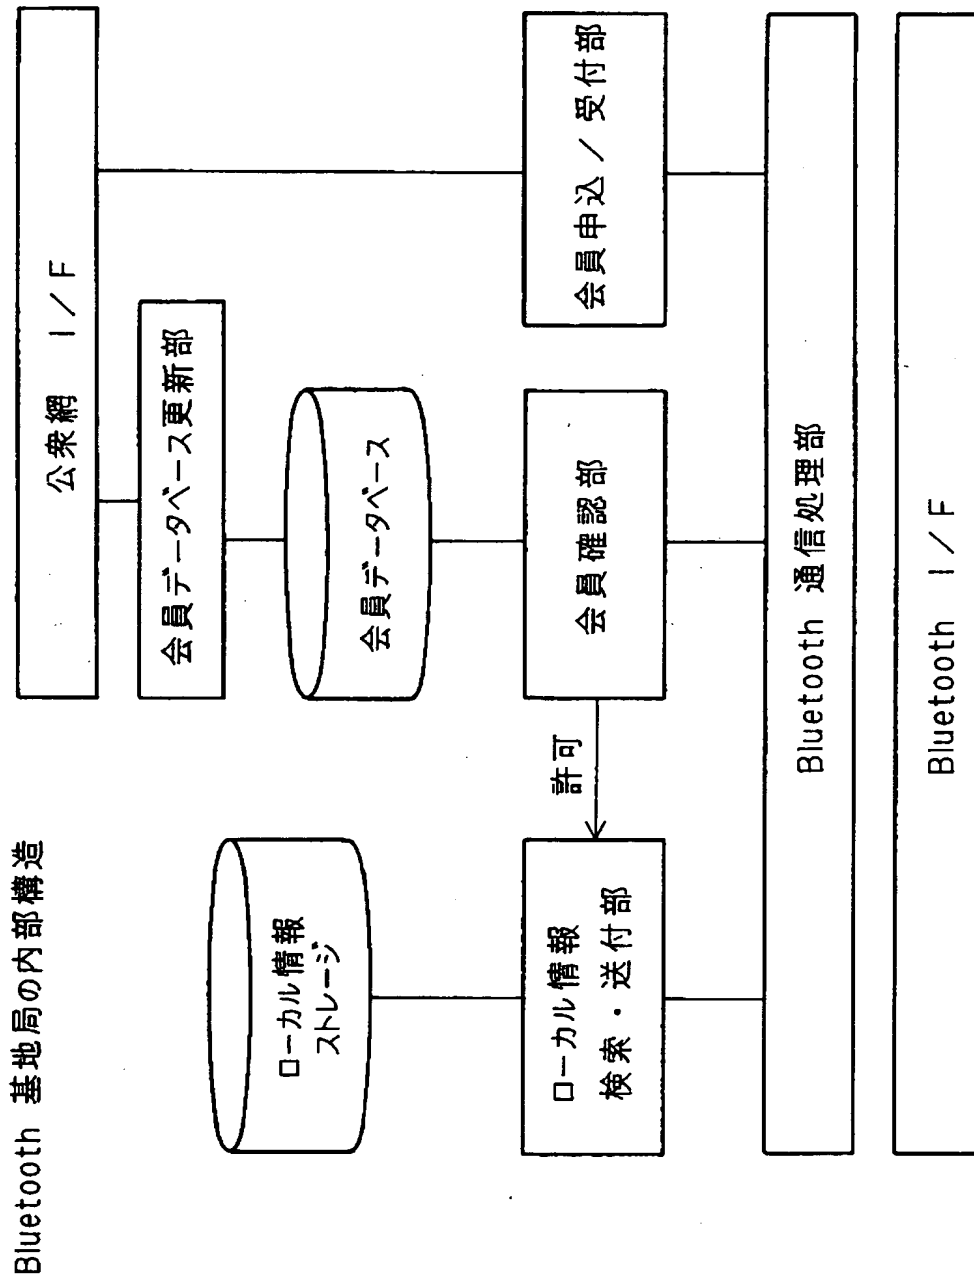 Bluetooth 基地局の内部構造
公衆網 I/F
会員データベース更新部
ローカル情報
ストレージ
会員データベース
ローカル情報
検索・送付部
許可
会員確認部
会員申込/受付部
Bluetooth 通信処理部
Bluetooth I/F